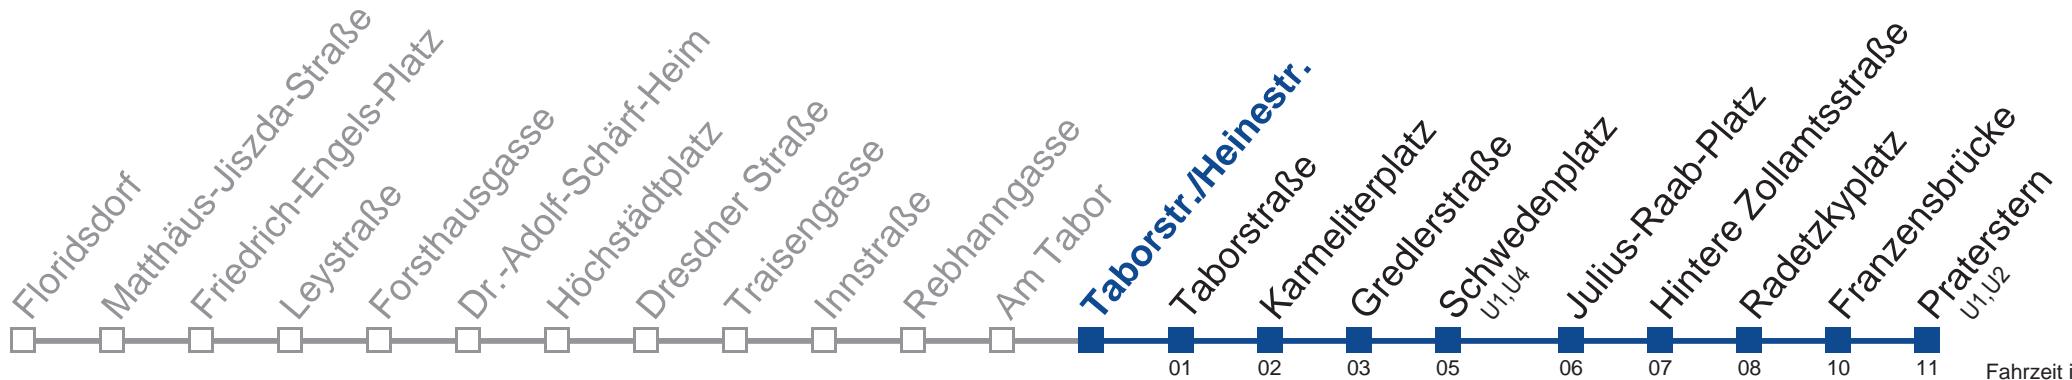 Floridsdorf
Matthäus-Jiszda-Straße
Friedrich-Engels-Platz
Leystraße
Forsthausgasse
Dr.-Adolf-Schärf-Heim
Höchstädtplatz
Dresdner Straße
Traisengasse
Innstraße
Rebhanngasse
Am Tabor
Taborstr./Heinestr.
Taborstraße
Karmeliterplatz
Gredlerstraße
Schwedenplatz
U1,U4
Julius-Raab-Platz
Hintere Zollamtsstraße
Radetzkyplatz
Franzensbrücke
Praterstern
U1,U2
01 02 03 05 06 07 08 10 11
Fahrzeit i